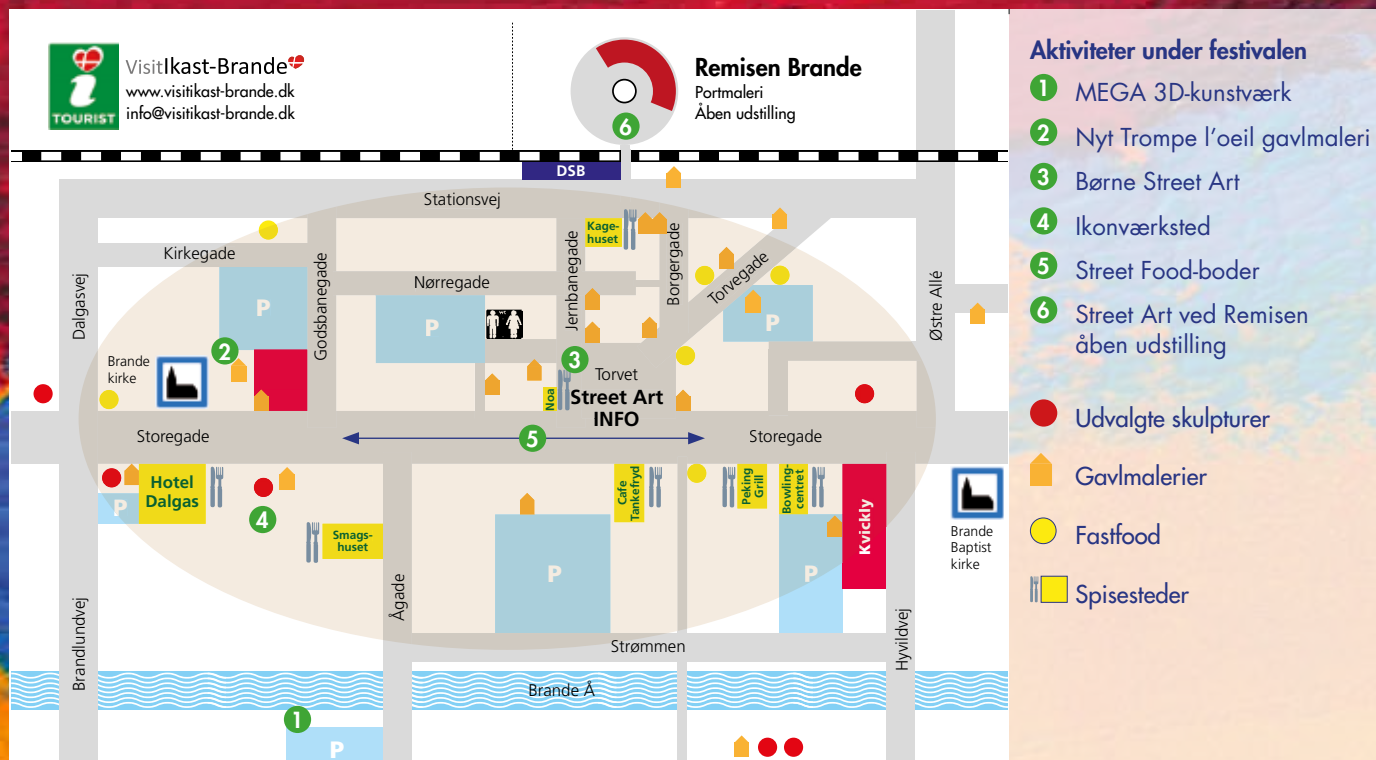 VisitIkast-Brande
www.visitikast-brande.dk
info@visitikast-brande.dk
i
TOURIST
Remisen Brande
Portmaleri
Åben udstilling
6
DSB
Stationsvej
Kirkegade
Nørregade
Dalgasvej
Godsbanegade
Jernbanegade
Borgergade
Torvegade
Østre Allé
Kage-
huset
P
P
P
WC
2
Brande
kirke
3
Torvet
Noa
Street Art
INFO
Storegade
5
Storegade
P
Hotel
Dalgas
4
Smags-
huset
Cafe
Tankefryd
Peking
Grill
Bowling-
centret
Kvickly
Brande
Baptist
kirke
P
P
Brandlundvej
Ågade
Hyvildvej
Strømmen
Brande Å
1
P
Aktiviteter under festivalen
1 MEGA 3D-kunstværk
2 Nyt Trompe l'oeil gavlmaleri
3 Børne Street Art
4 Ikonværksted
5 Street Food-boder
6 Street Art ved Remisen
åben udstilling
Udvalgte skulpturer
Gavlmalerier
Fastfood
Spisesteder